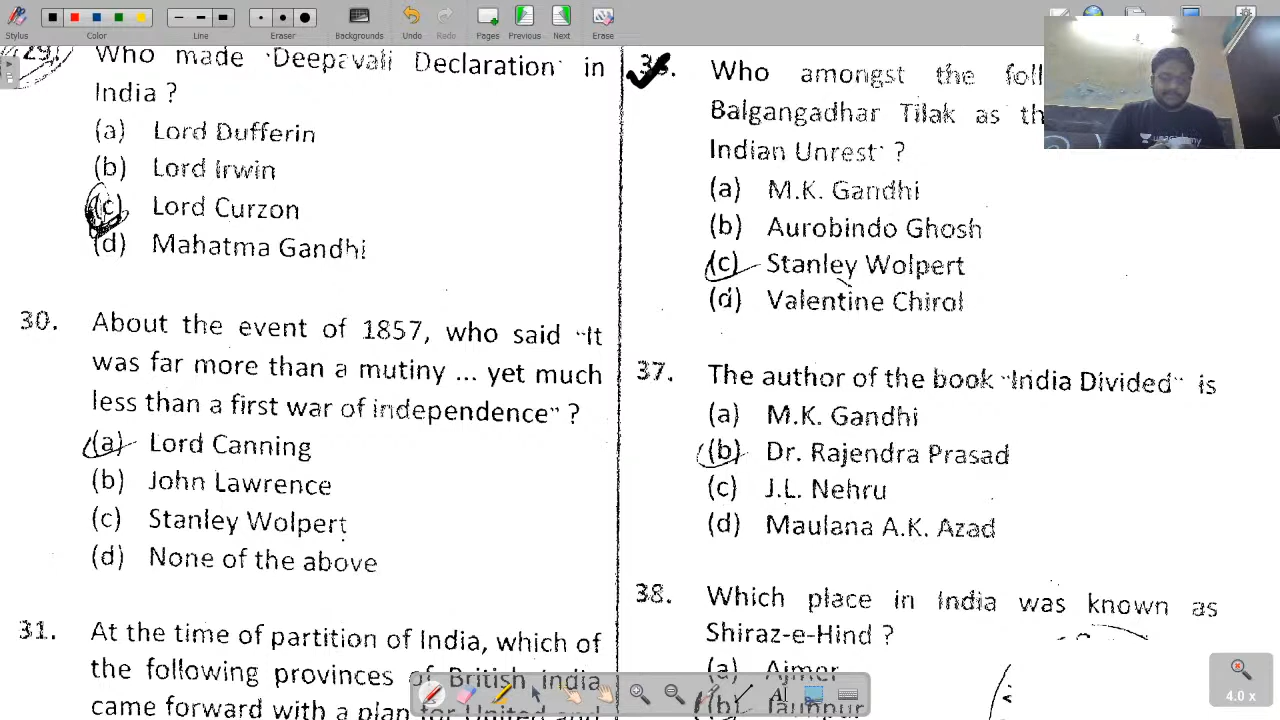 Stylus
Color
Line
Eraser
Backgrounds
Undo
Redo
Pages
Previous
Next
Erase
29.
Who made "Deepavali Declaration" in
India ?
(a) Lord Dufferin
(b) Lord Irwin
(c) Lord Curzon
(d) Mahatma Gandhi
30. About the event of 1857, who said "It
was far more than a mutiny ... yet much
less than a first war of independence" ?
(a) Lord Canning
(b) John Lawrence
(c) Stanley Wolpert
(d) None of the above
31. At the time of partition of India, which of
the following provinces of British india
came forward with a plan for United and
36. Who amongst the
Balgangadhar Tilak as
Indian Unrest" ?
(a) M.K. Gandhi
(b) Aurobindo Ghosh
(c) Stanley Wolpert
(d) Valentine Chirol
37. The author of the book "India Divided" is
(a) M.K. Gandhi
(b) Dr. Rajendra Prasad
(c) J.L. Nehru
(d) Maulana A.K. Azad
38. Which place in India was known as
Shiraz-e-Hind ?
(a) Ajmer
(b) Jaunpur
unacademy
4.0 x